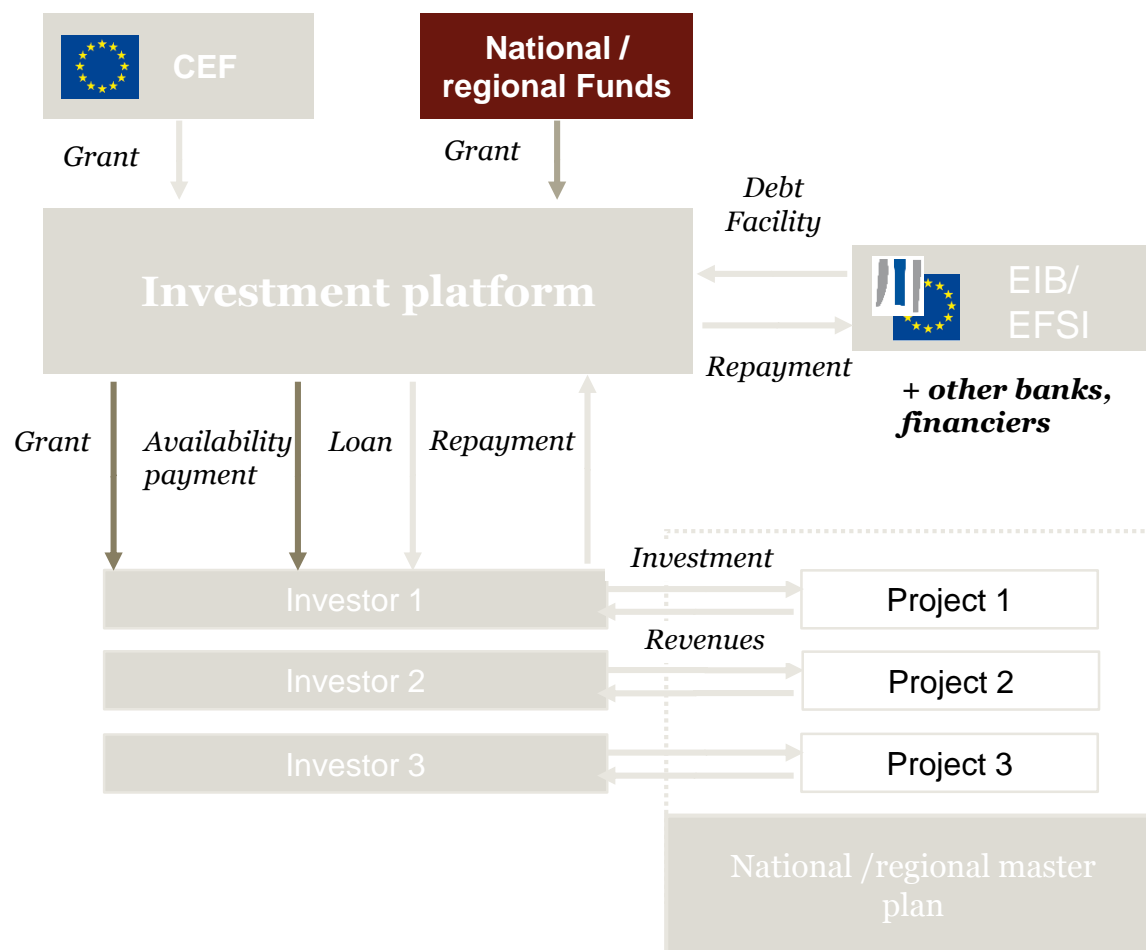 CEF
National /
regional Funds
Grant
Grant
Debt
Facility
Investment platform
EIB/
EFSI
Repayment
+ other banks,
financiers
Grant
Availability
payment
Loan
Repayment
Investment
Investor 1
Project 1
Revenues
Investor 2
Project 2
Investor 3
Project 3
National /regional master
plan